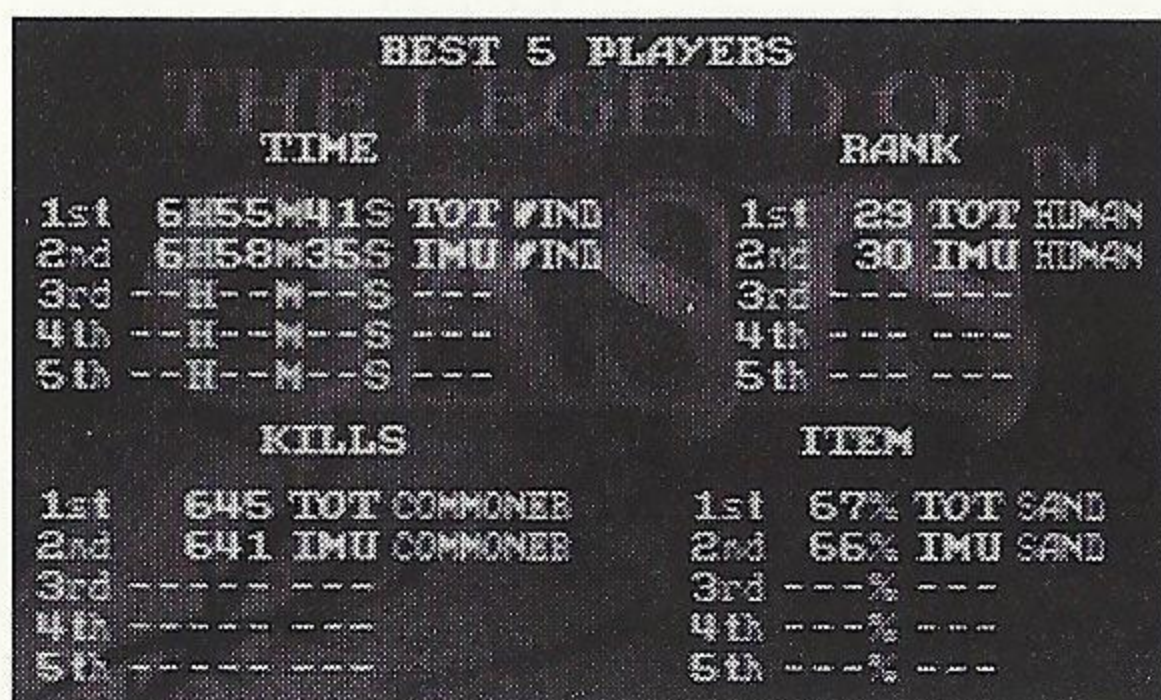 BEST 5 PLAYERS
THE LEGEND OF
TM
TIME
1st 6H55M41S TOT WIND
2nd 6H58M35S IMU WIND
3rd --H--M--S ---
4th --H--M--S ---
5th --H--M--S ---
RANK
1st 29 TOT HUMAN
2nd 30 IMU HUMAN
3rd --- ---
4th --- ---
5th --- ---
KILLS
1st 645 TOT COMMONER
2nd 641 IMU COMMONER
3rd ----- ---
4th ----- ---
5th ----- ---
ITEM
1st 67% TOT SAND
2nd 66% IMU SAND
3rd ---% ---
4th ---% ---
5th ---% ---